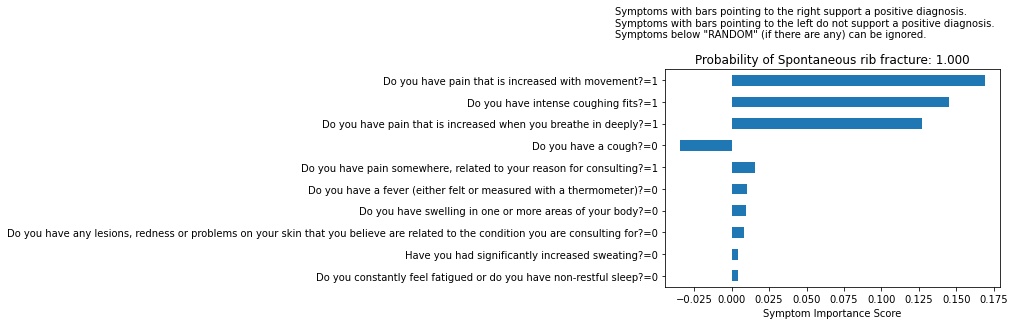 Symptoms with bars pointing to the right support a positive diagnosis.
Symptoms with bars pointing to the left do not support a positive diagnosis.
Symptoms below "RANDOM" (if there are any) can be ignored.
Probability of Spontaneous rib fracture: 1.000
Do you have pain that is increased with movement?=1
Do you have intense coughing fits?=1
Do you have pain that is increased when you breathe in deeply?=1
Do you have a cough?=0
Do you have pain somewhere, related to your reason for consulting?=1
Do you have a fever (either felt or measured with a thermometer)?=0
Do you have swelling in one or more areas of your body?=0
Do you have any lesions, redness or problems on your skin that you believe are related to the condition you are consulting for?=0
Have you had significantly increased sweating?=0
Do you constantly feel fatigued or do you have non-restful sleep?=0
−0.025 0.000 0.025 0.050 0.075 0.100 0.125 0.150 0.175
Symptom Importance Score